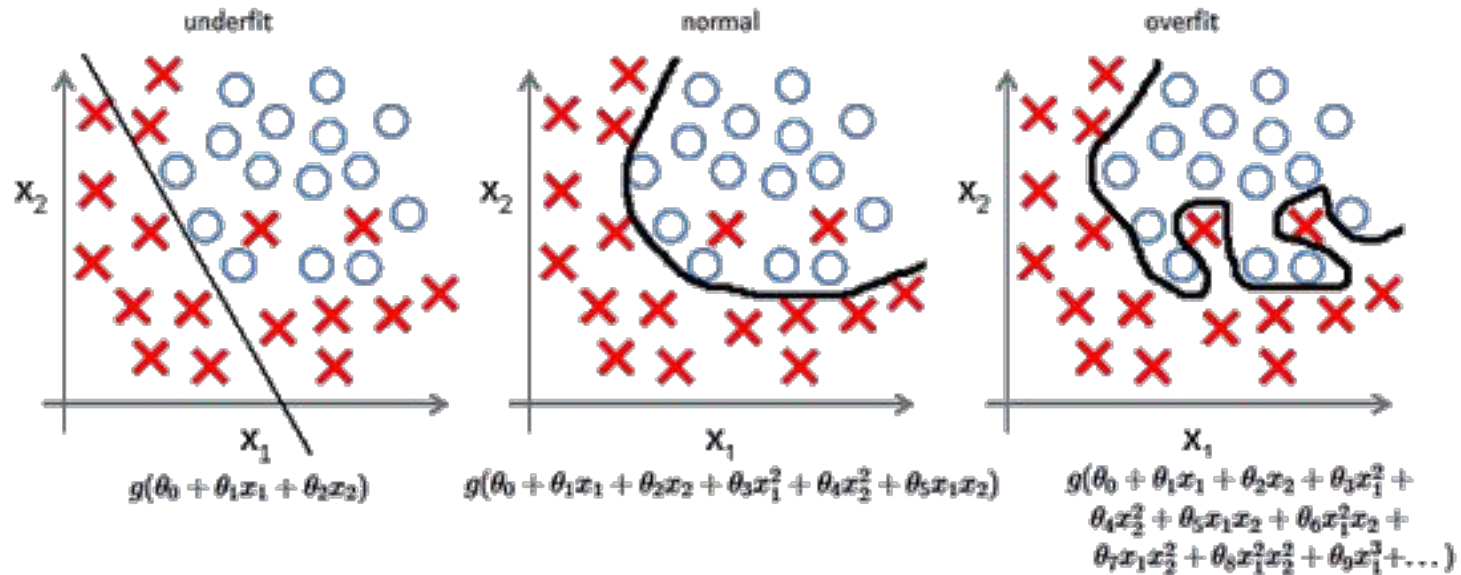 underfit
normal
overfit
X₂
X₂
X₂
X₁
X₁
X₁
g(θ₀ + θ₁x₁ + θ₂x₂)
g(θ₀ + θ₁x₁ + θ₂x₂ + θ₃x₁² + θ₄x₂² + θ₅x₁x₂)
g(θ₀ + θ₁x₁ + θ₂x₂ + θ₃x₁² +
θ₄x₂² + θ₅x₁x₂ + θ₆x₁²x₂ +
θ₇x₁x₂² + θ₈x₁²x₂² + θ₉x₁³ + ... )